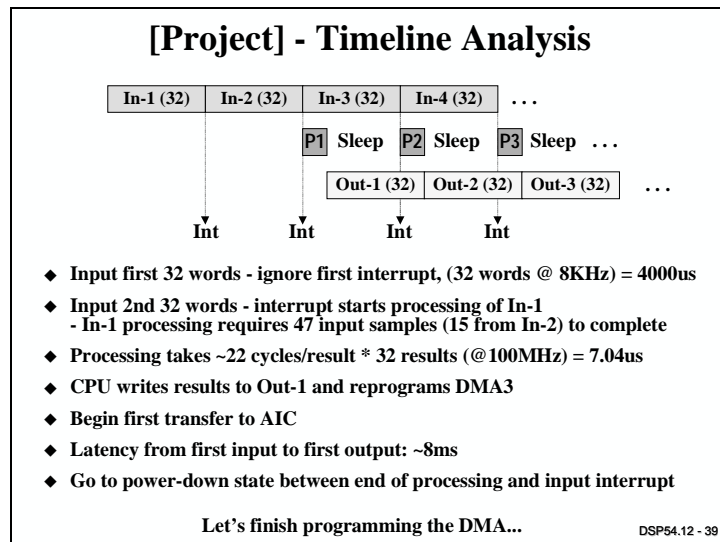 [Project] - Timeline Analysis
In-1 (32) In-2 (32) In-3 (32) In-4 (32) . . .
P1 Sleep P2 Sleep P3 Sleep . . .
Out-1 (32) Out-2 (32) Out-3 (32) . . .
Int Int Int Int
◆ Input first 32 words - ignore first interrupt, (32 words @ 8KHz) = 4000us
◆ Input 2nd 32 words - interrupt starts processing of In-1
- In-1 processing requires 47 input samples (15 from In-2) to complete
◆ Processing takes ~22 cycles/result * 32 results (@100MHz) = 7.04us
◆ CPU writes results to Out-1 and reprograms DMA3
◆ Begin first transfer to AIC
◆ Latency from first input to first output: ~8ms
◆ Go to power-down state between end of processing and input interrupt
Let's finish programming the DMA...
DSP54.12 - 39